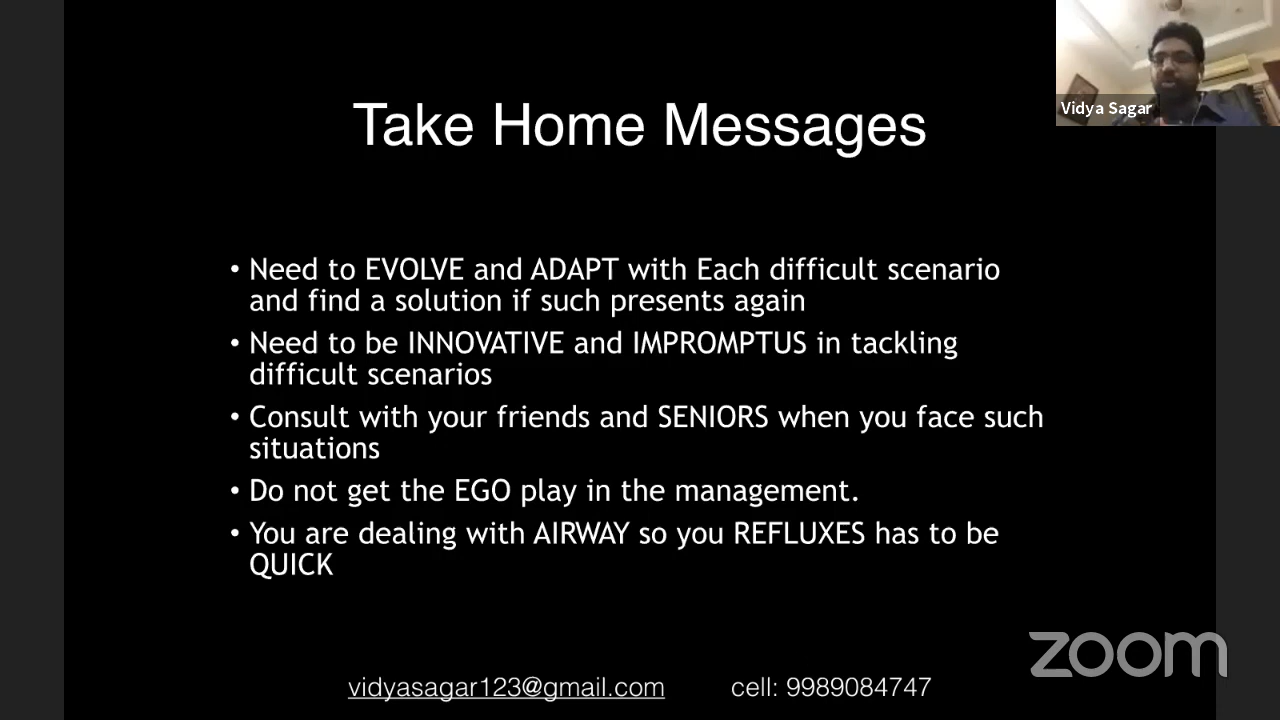 Vidya Sagar
Take Home Messages
• Need to EVOLVE and ADAPT with Each difficult scenario
and find a solution if such presents again
• Need to be INNOVATIVE and IMPROMPTUS in tackling
difficult scenarios
• Consult with your friends and SENIORS when you face such
situations
• Do not get the EGO play in the management.
• You are dealing with AIRWAY so you REFLUXES has to be
QUICK
zoom
vidyasagar123@gmail.com cell: 9989084747